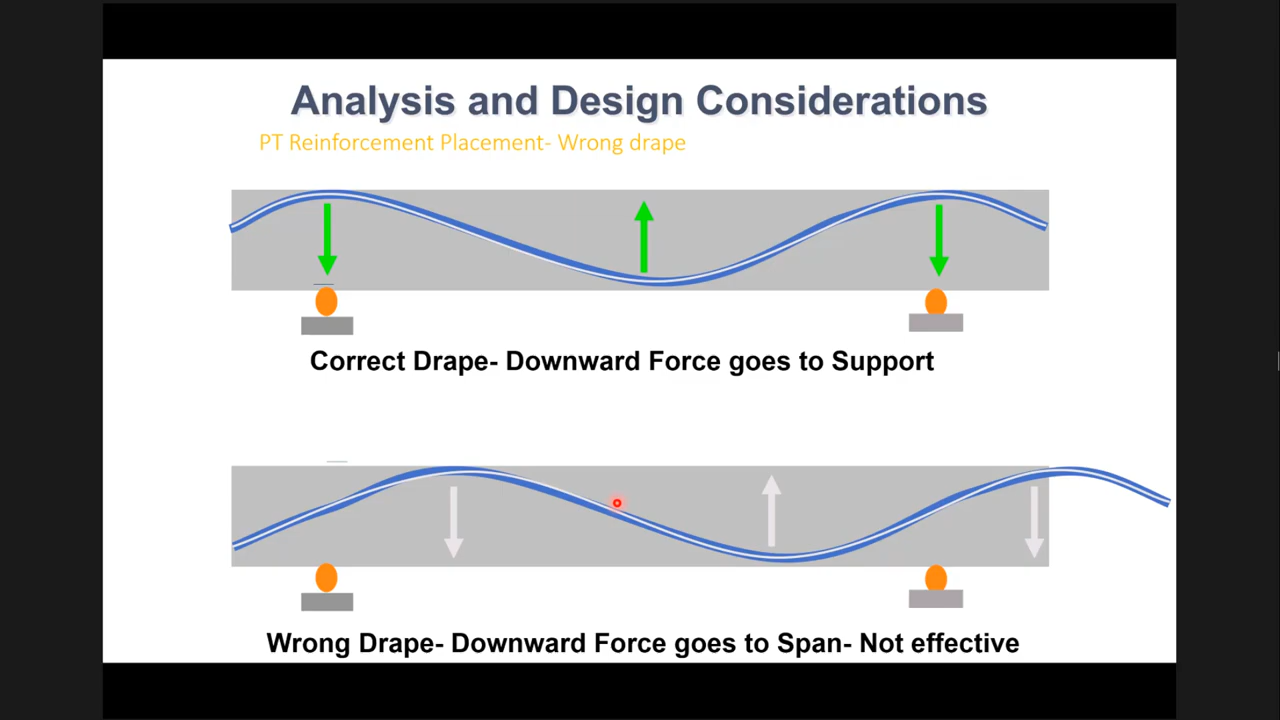 Analysis and Design Considerations
PT Reinforcement Placement- Wrong drape
Correct Drape- Downward Force goes to Support
Wrong Drape- Downward Force goes to Span- Not effective